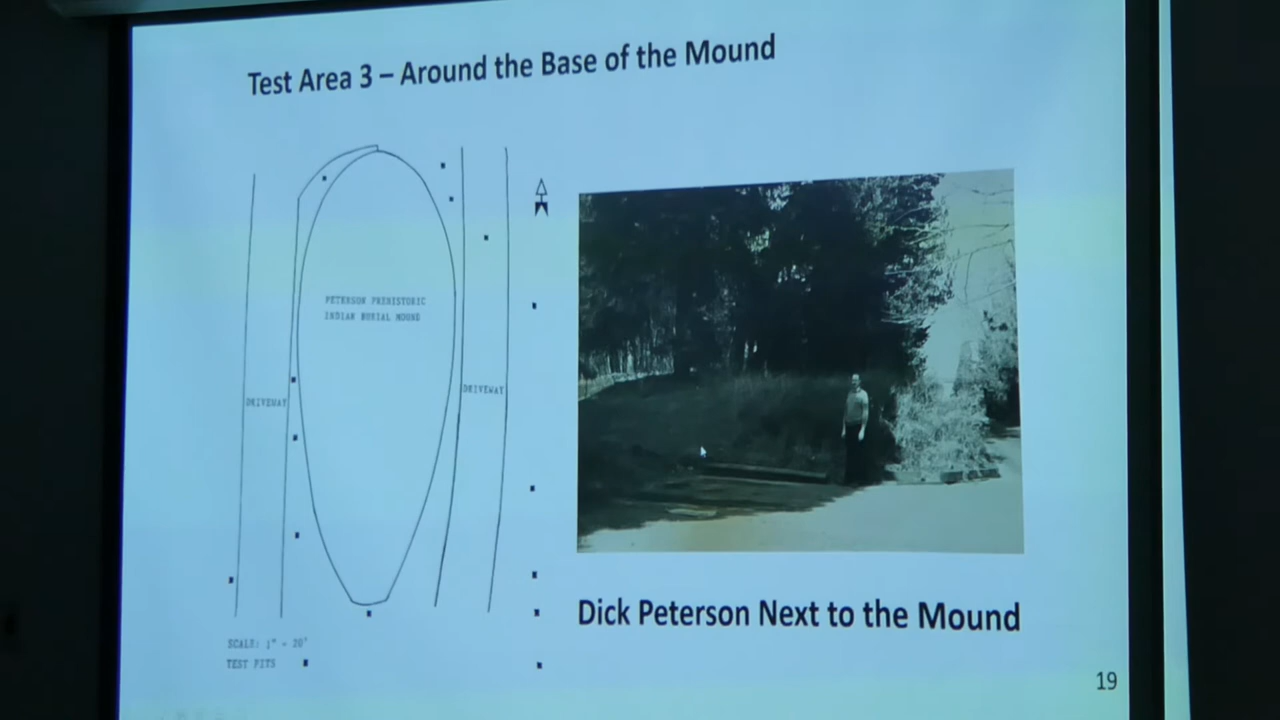 Test Area 3 – Around the Base of the Mound
PETERSON PREHISTORIC
INDIAN BURIAL MOUND
DRIVEWAY
DRIVEWAY
SCALE: 1" = 20'
TEST PITS
Dick Peterson Next to the Mound
19